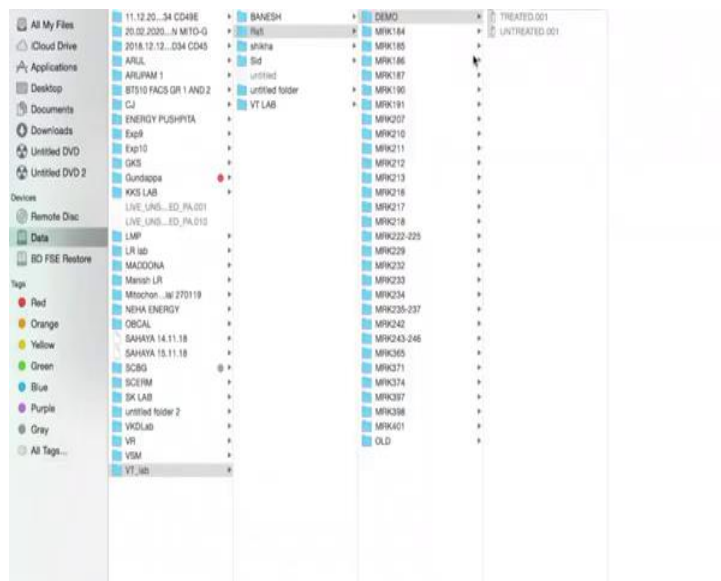 All My Files
iCloud Drive
Applications
Desktop
Documents
Downloads
Untitled DVD
Untitled DVD 2
Devices
Remote Disc
Data
BD FSE Restore
Tags
Red
Orange
Yellow
Green
Blue
Purple
Gray
All Tags...
11.12.20...34 CD49E
20.02.2020...N MITO-G
2018.12.12...D34 CD45
ARUL
ARUPAM 1
BT510 FACS GR 1 AND 2
CJ
ENERGY PUSHPITA
Exp9
Exp10
GKS
Gundappa
KKS LAB
LIVE_UNS...ED_PA.001
LIVE_UNS...ED_PA.010
LMP
LR lab
MADDONA
Manish LR
Mitochon...ial 270119
NEHA ENERGY
OBCAL
SAHAYA 14.11.18
SAHAYA 15.11.18
SCBG
SCERM
SK LAB
untitled folder 2
VKDLab
VR
VSM
VT_lab
BANESH
Rafi
shikha
Sid
untitled
untitled folder
VT LAB
DEMO
MRK184
MRK185
MRK186
MRK187
MRK190
MRK191
MRK207
MRK210
MRK211
MRK212
MRK213
MRK216
MRK217
MRK218
MRK222-225
MRK229
MRK232
MRK233
MRK234
MRK235-237
MRK242
MRK243-246
MRK365
MRK371
MRK374
MRK397
MRK398
MRK401
OLD
TREATED.001
UNTREATED.001